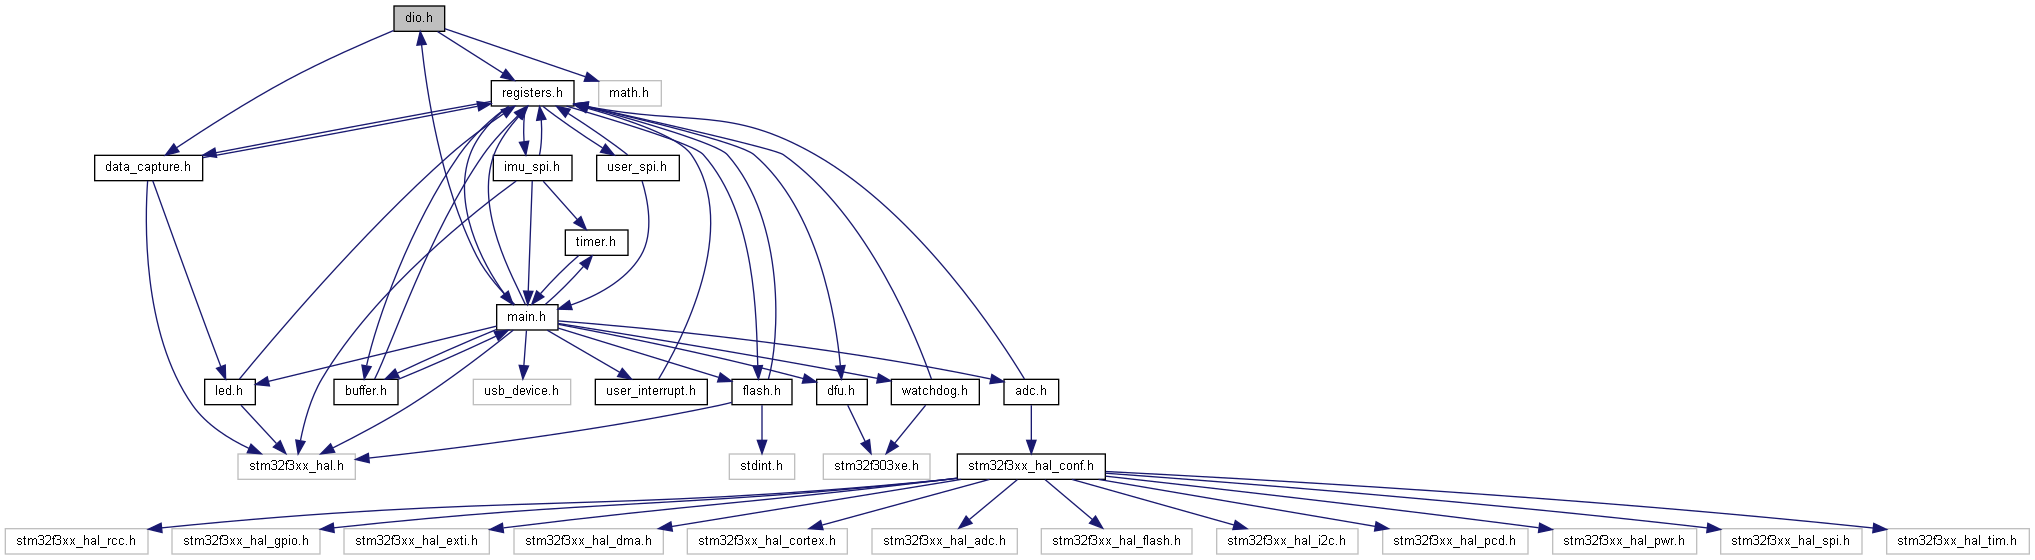 dio.h
registers.h
math.h
data_capture.h
imu_spi.h
user_spi.h
timer.h
main.h
led.h
buffer.h
usb_device.h
user_interrupt.h
flash.h
dfu.h
watchdog.h
adc.h
stm32f3xx_hal.h
stdint.h
stm32f303xe.h
stm32f3xx_hal_conf.h
stm32f3xx_hal_rcc.h
stm32f3xx_hal_gpio.h
stm32f3xx_hal_exti.h
stm32f3xx_hal_dma.h
stm32f3xx_hal_cortex.h
stm32f3xx_hal_adc.h
stm32f3xx_hal_flash.h
stm32f3xx_hal_i2c.h
stm32f3xx_hal_pcd.h
stm32f3xx_hal_pwr.h
stm32f3xx_hal_spi.h
stm32f3xx_hal_tim.h